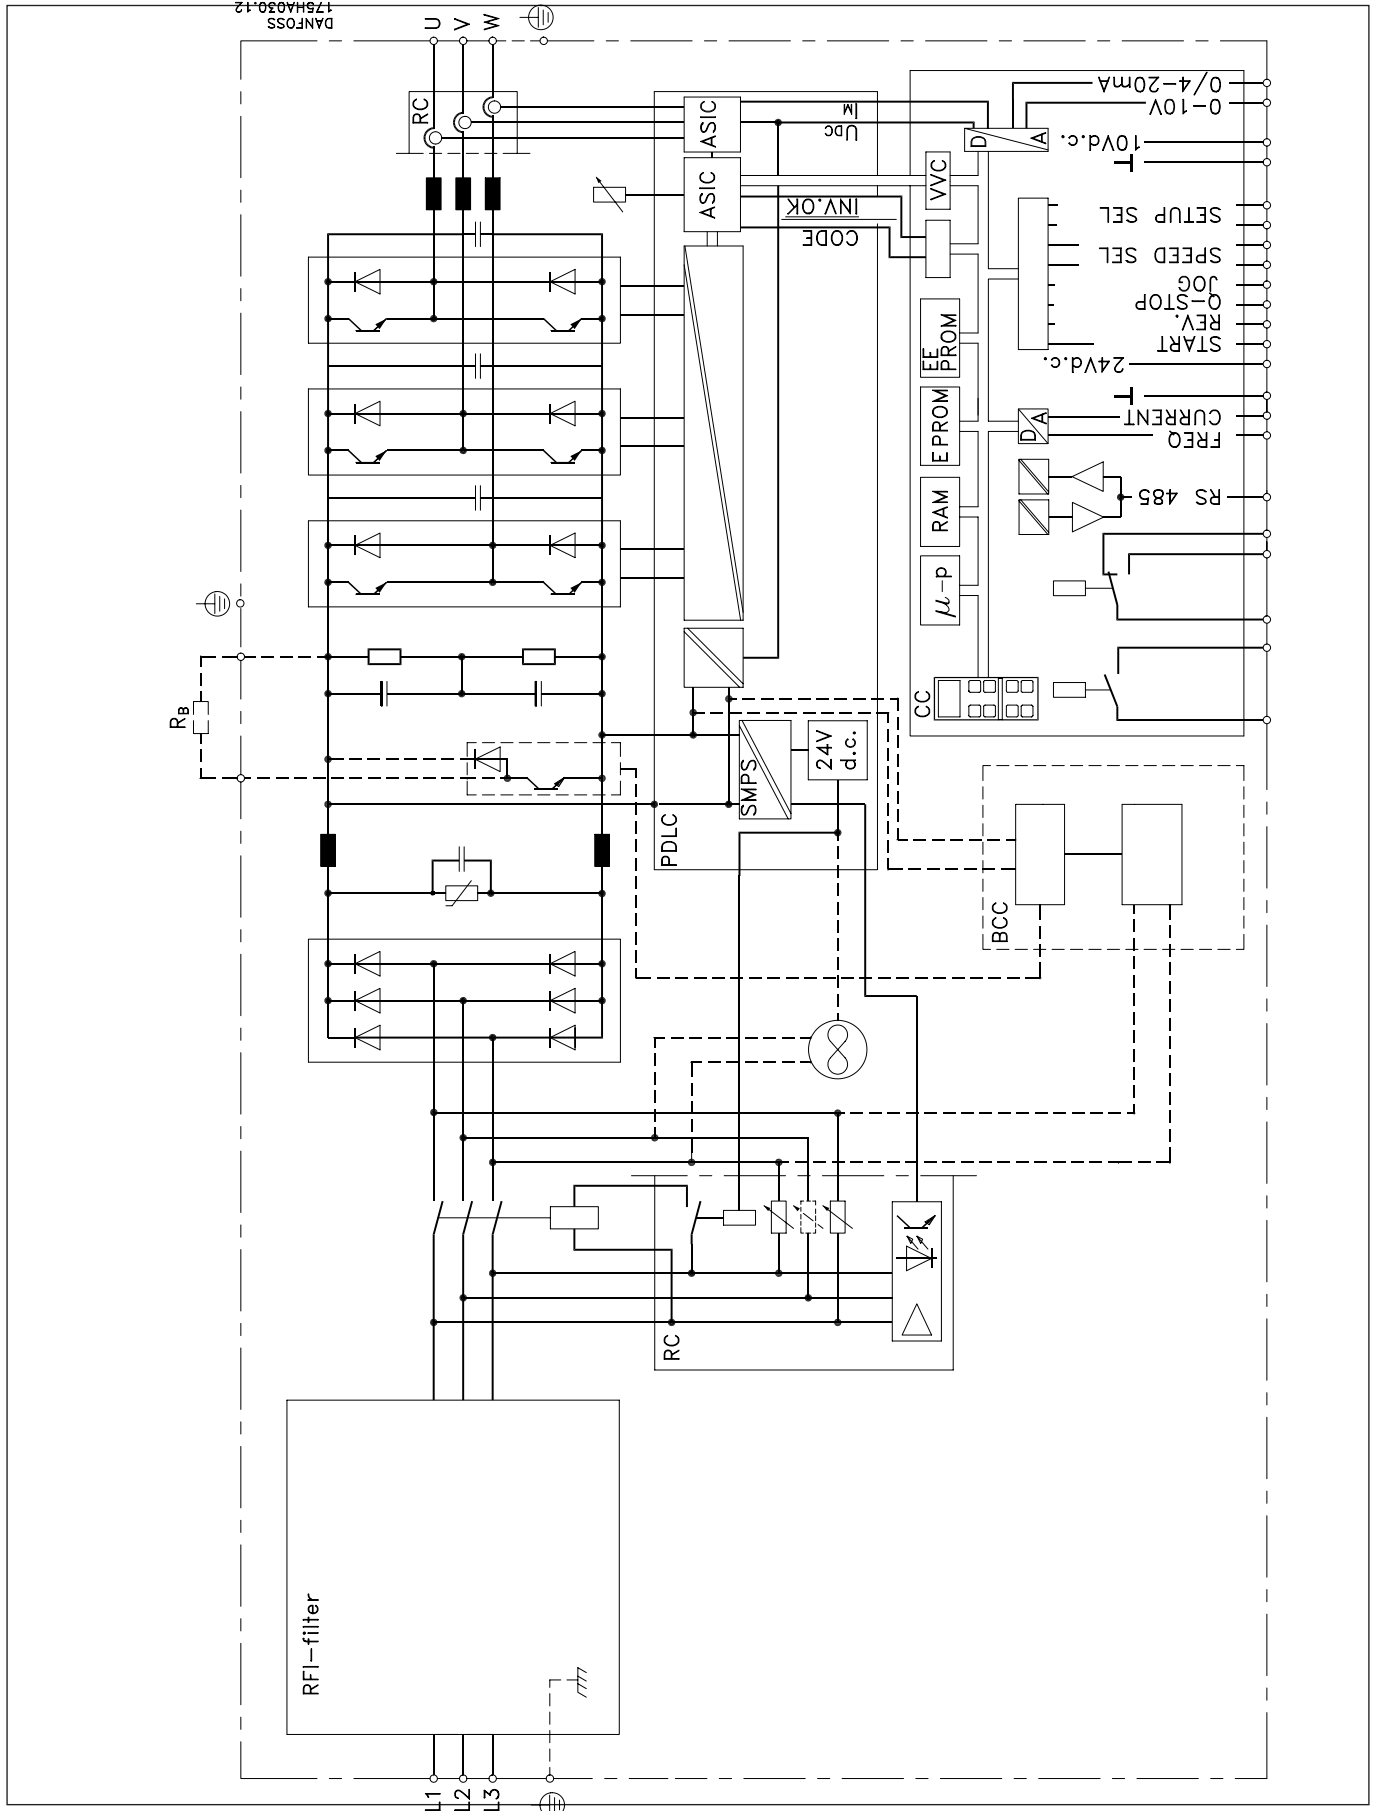 DANFOSS
175HA030.12
U
V
W
RC
ASIC
IM
UDC
D
A
0/4-20mA
0-10V
10Vd.c.
ASIC
INV.OK
CODE
VVC
SETUP SEL
SPEED SEL
JOG
Q-STOP
REV.
START
24Vd.c.
CURRENT
FREQ
D
A
RS 485
EE
PROM
EPROM
RAM
μ-p
CC
RB
SMPS
24V
d.c.
PDLC
BCC
RC
RFI-filter
L1
L2
L3